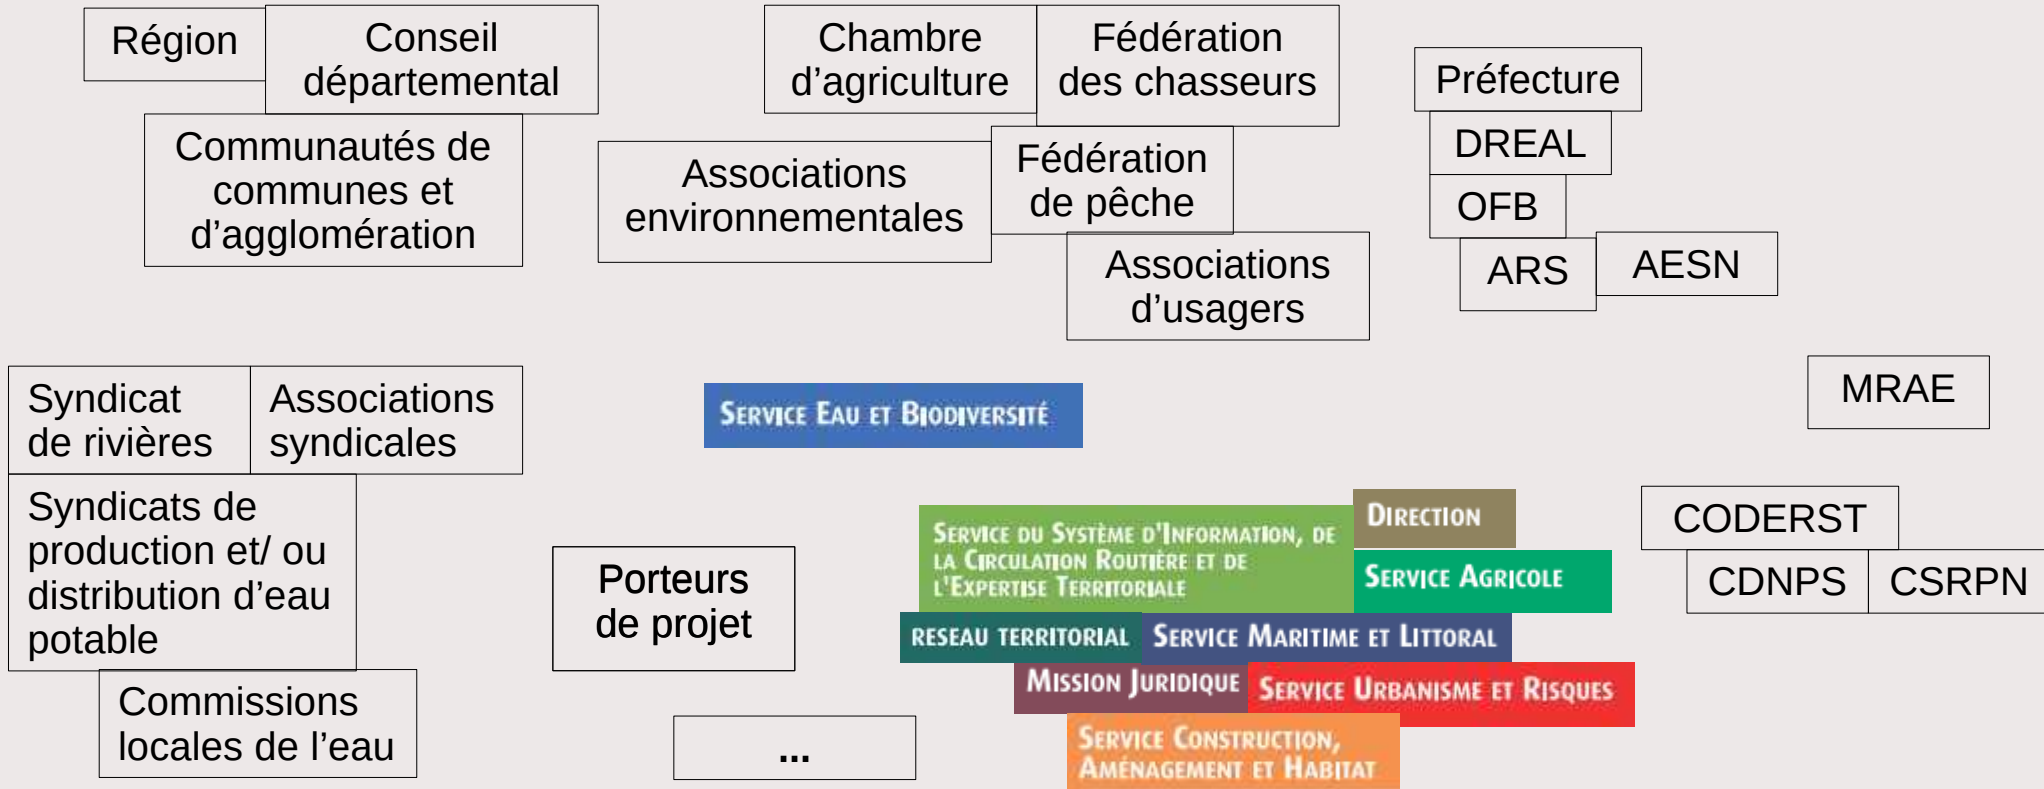 Région
Conseil
départemental
Communautés de
communes et
d’agglomération
Chambre
d’agriculture
Fédération
des chasseurs
Associations
environnementales
Fédération
de pêche
Associations
d’usagers
Préfecture
DREAL
OFB
ARS
AESN
MRAE
Syndicat
de rivières
Associations
syndicales
Syndicats de
production et/ ou
distribution d’eau
potable
Commissions
locales de l’eau
SERVICE EAU ET BIODIVERSITÉ
Porteurs
de projet
...
SERVICE DU SYSTÈME D'INFORMATION, DE
LA CIRCULATION ROUTIÈRE ET DE
L'EXPERTISE TERRITORIALE
DIRECTION
SERVICE AGRICOLE
RESEAU TERRITORIAL
SERVICE MARITIME ET LITTORAL
MISSION JURIDIQUE
SERVICE URBANISME ET RISQUES
SERVICE CONSTRUCTION,
AMÉNAGEMENT ET HABITAT
CODERST
CDNPS
CSRPN